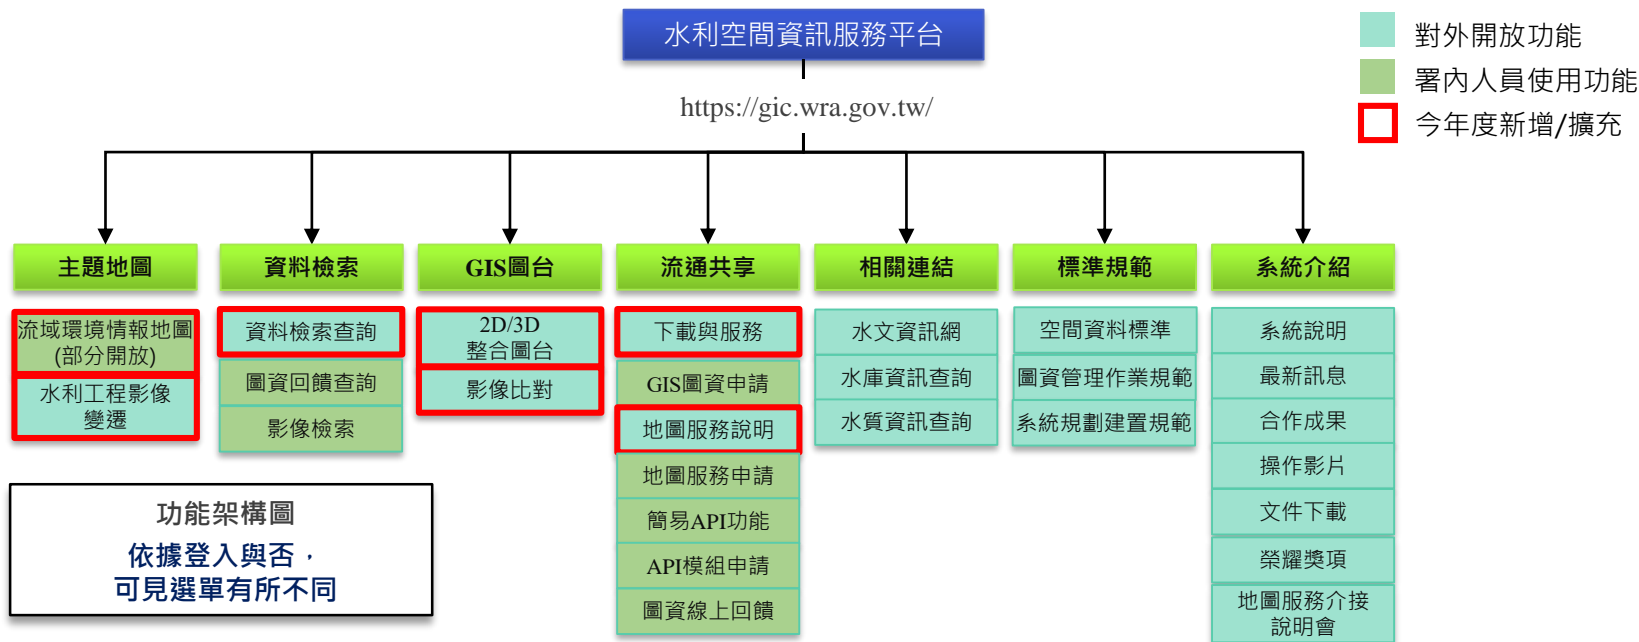 水利空間資訊服務平台
https://gic.wra.gov.tw/
對外開放功能
署內人員使用功能
今年度新增/擴充
主題地圖
流域環境情報地圖
(部分開放)
水利工程影像
變遷
資料檢索
資料檢索查詢
圖資回饋查詢
影像檢索
GIS圖台
2D/3D
整合圖台
影像比對
流通共享
下載與服務
GIS圖資申請
地圖服務說明
地圖服務申請
簡易API功能
API模組申請
圖資線上回饋
相關連結
水文資訊網
水庫資訊查詢
水質資訊查詢
標準規範
空間資料標準
圖資管理作業規範
系統規劃建置規範
系統介紹
系統說明
最新訊息
合作成果
操作影片
文件下載
榮耀獎項
地圖服務介接
說明會
功能架構圖
依據登入與否，
可見選單有所不同